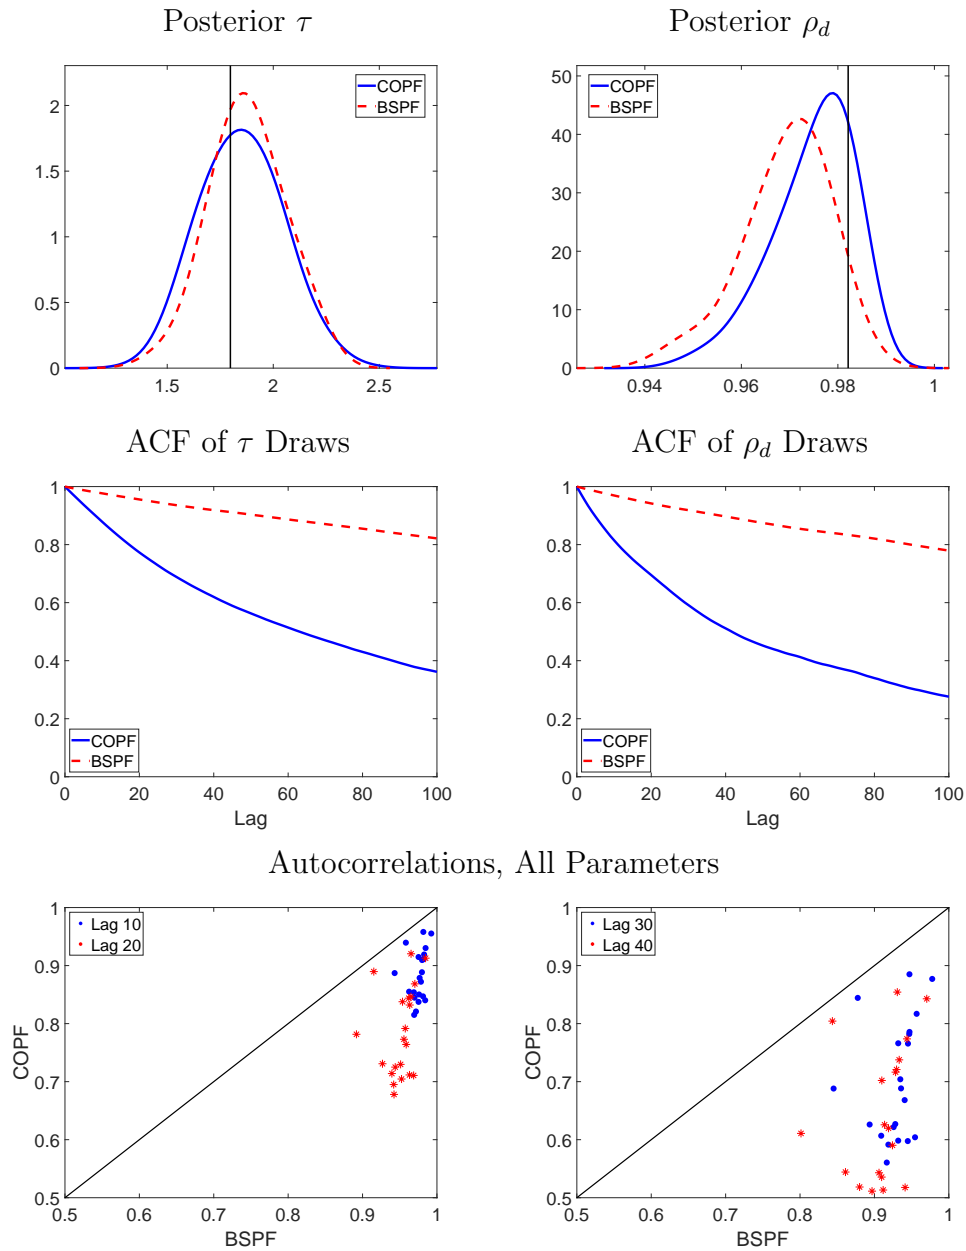 Posterior τ
Posterior ρ_d
COPF
BSPF
2
1.5
1
0.5
0
1.5
2
2.5
COPF
BSPF
50
40
30
20
10
0
0.94
0.96
0.98
1
ACF of τ Draws
ACF of ρ_d Draws
1
0.8
0.6
0.4
0.2
0
COPF
BSPF
0
20
40
60
80
100
Lag
1
0.8
0.6
0.4
0.2
0
COPF
BSPF
0
20
40
60
80
100
Lag
Autocorrelations, All Parameters
Lag 10
Lag 20
COPF
1
0.9
0.8
0.7
0.6
0.5
0.5
0.6
0.7
0.8
0.9
1
BSPF
Lag 30
Lag 40
COPF
1
0.9
0.8
0.7
0.6
0.5
0.5
0.6
0.7
0.8
0.9
1
BSPF